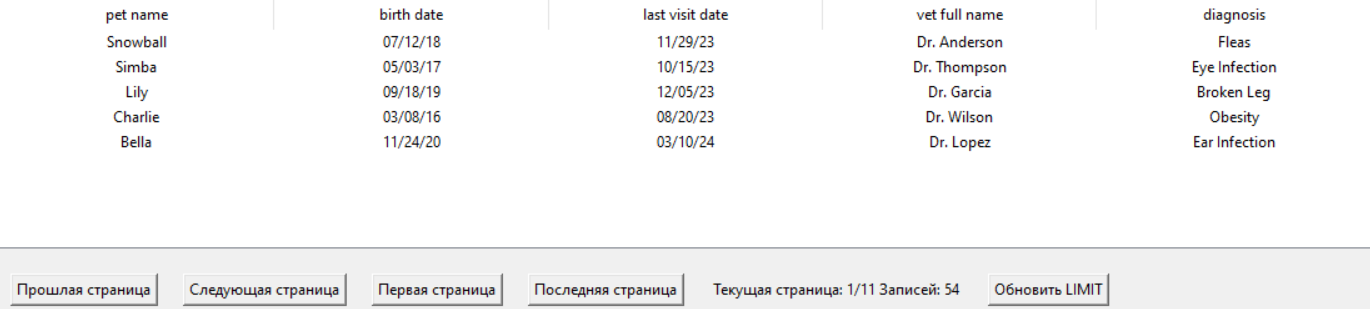 pet name birth date last visit date vet full name diagnosis
Snowball 07/12/18 11/29/23 Dr. Anderson Fleas
Simba 05/03/17 10/15/23 Dr. Thompson Eye Infection
Lily 09/18/19 12/05/23 Dr. Garcia Broken Leg
Charlie 03/08/16 08/20/23 Dr. Wilson Obesity
Bella 11/24/20 03/10/24 Dr. Lopez Ear Infection
Прошлая страница Следующая страница Первая страница Последняя страница Текущая страница: 1/11 Записей: 54 Обновить LIMIT